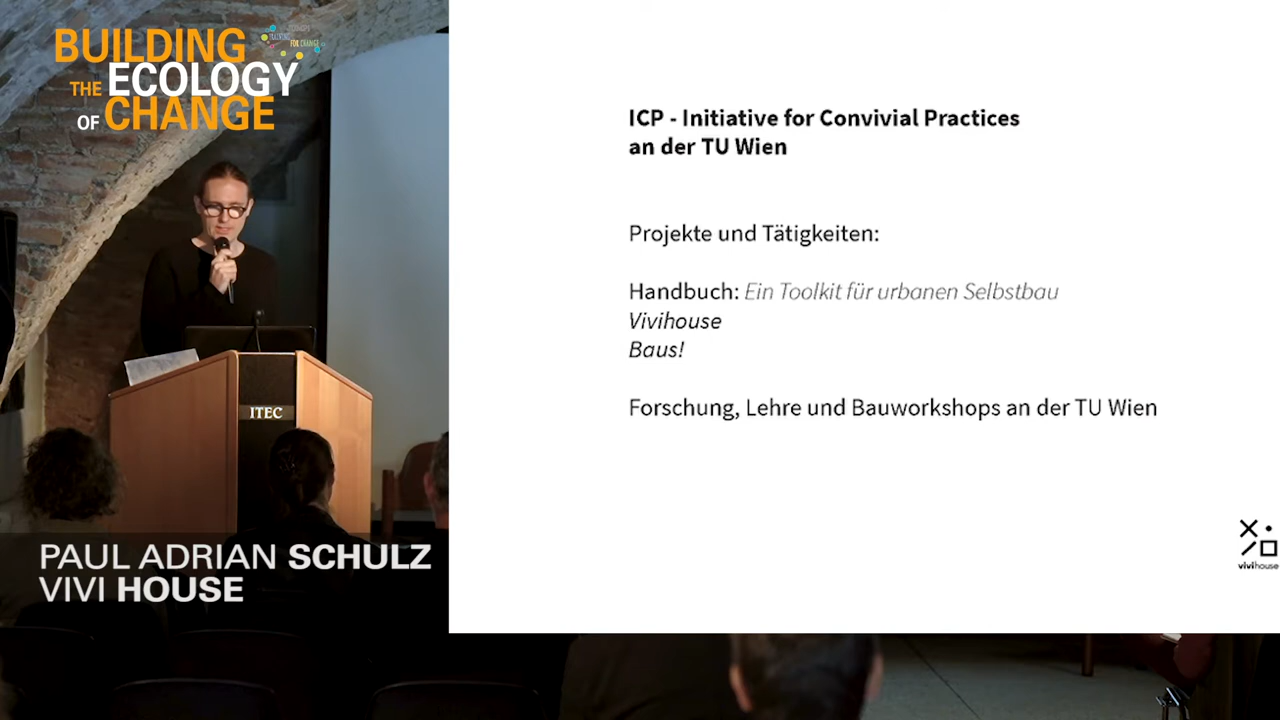 BUILDING
THE ECOLOGY
OF CHANGE
FOR CHANGE
ICP - Initiative for Convivial Practices
an der TU Wien
Projekte und Tätigkeiten:
Handbuch: Ein Toolkit für urbanen Selbstbau
Vivihouse
Baus!
Forschung, Lehre und Bauworkshops an der TU Wien
vivihouse
ITEC
PAUL ADRIAN SCHULZ
VIVI HOUSE